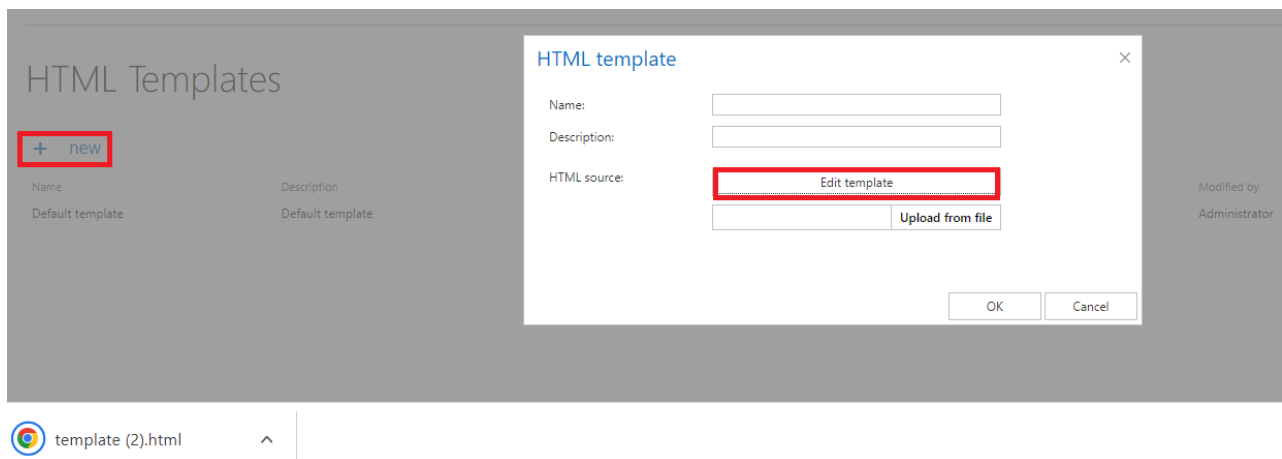 HTML Templates
+ new
Name Description Modified by
Default template Default template Administrator
HTML template
Name:
Description:
HTML source: Edit template
Upload from file
OK Cancel
template (2).html